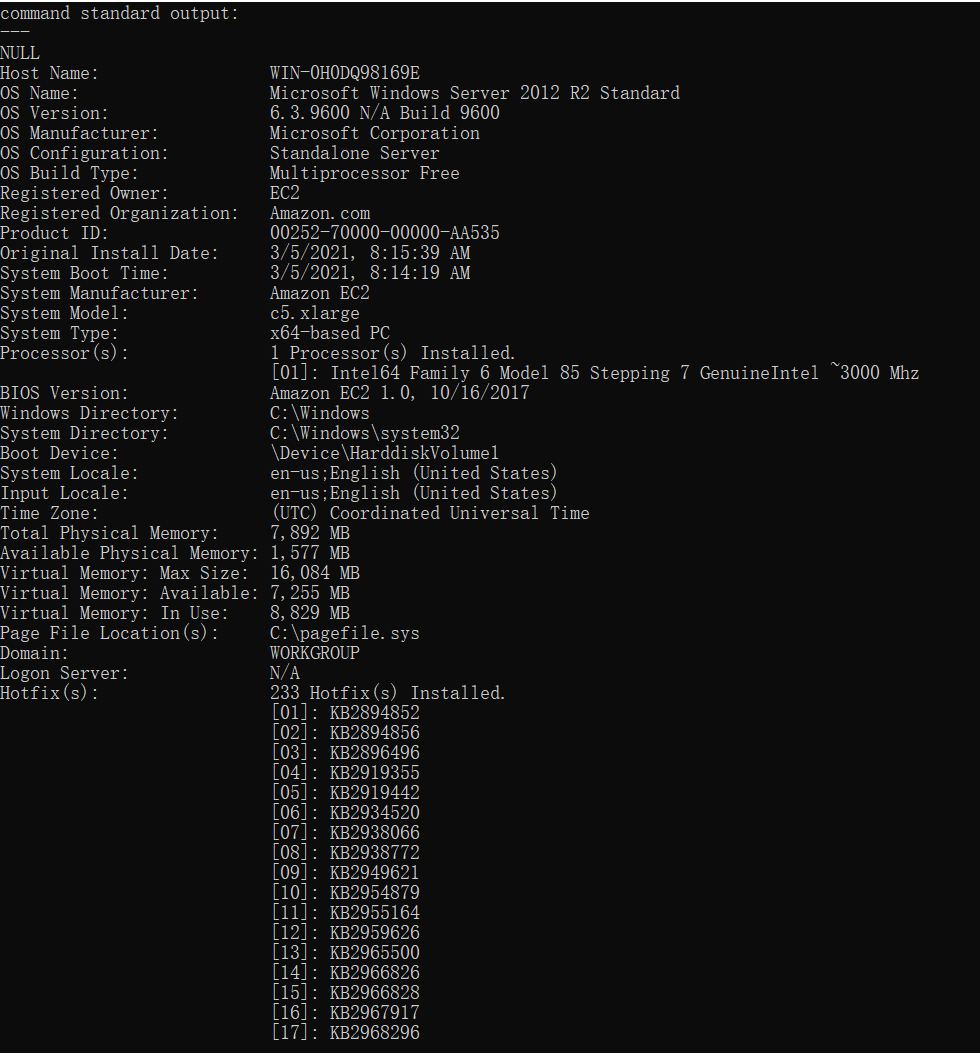 command standard output:
---
NULL
Host Name: WIN-0H0DQ98169E
OS Name: Microsoft Windows Server 2012 R2 Standard
OS Version: 6.3.9600 N/A Build 9600
OS Manufacturer: Microsoft Corporation
OS Configuration: Standalone Server
OS Build Type: Multiprocessor Free
Registered Owner: EC2
Registered Organization: Amazon.com
Product ID: 00252-70000-00000-AA535
Original Install Date: 3/5/2021, 8:15:39 AM
System Boot Time: 3/5/2021, 8:14:19 AM
System Manufacturer: Amazon EC2
System Model: c5.xlarge
System Type: x64-based PC
Processor(s): 1 Processor(s) Installed.
[01]: Intel64 Family 6 Model 85 Stepping 7 GenuineIntel ~3000 Mhz
BIOS Version: Amazon EC2 1.0, 10/16/2017
Windows Directory: C:\Windows
System Directory: C:\Windows\system32
Boot Device: \Device\HarddiskVolume1
System Locale: en-us;English (United States)
Input Locale: en-us;English (United States)
Time Zone: (UTC) Coordinated Universal Time
Total Physical Memory: 7,892 MB
Available Physical Memory: 1,577 MB
Virtual Memory: Max Size: 16,084 MB
Virtual Memory: Available: 7,255 MB
Virtual Memory: In Use: 8,829 MB
Page File Location(s): C:\pagefile.sys
Domain: WORKGROUP
Logon Server: N/A
Hotfix(s): 233 Hotfix(s) Installed.
[01]: KB2894852
[02]: KB2894856
[03]: KB2896496
[04]: KB2919355
[05]: KB2919442
[06]: KB2934520
[07]: KB2938066
[08]: KB2938772
[09]: KB2949621
[10]: KB2954879
[11]: KB2955164
[12]: KB2959626
[13]: KB2965500
[14]: KB2966826
[15]: KB2966828
[16]: KB2967917
[17]: KB2968296